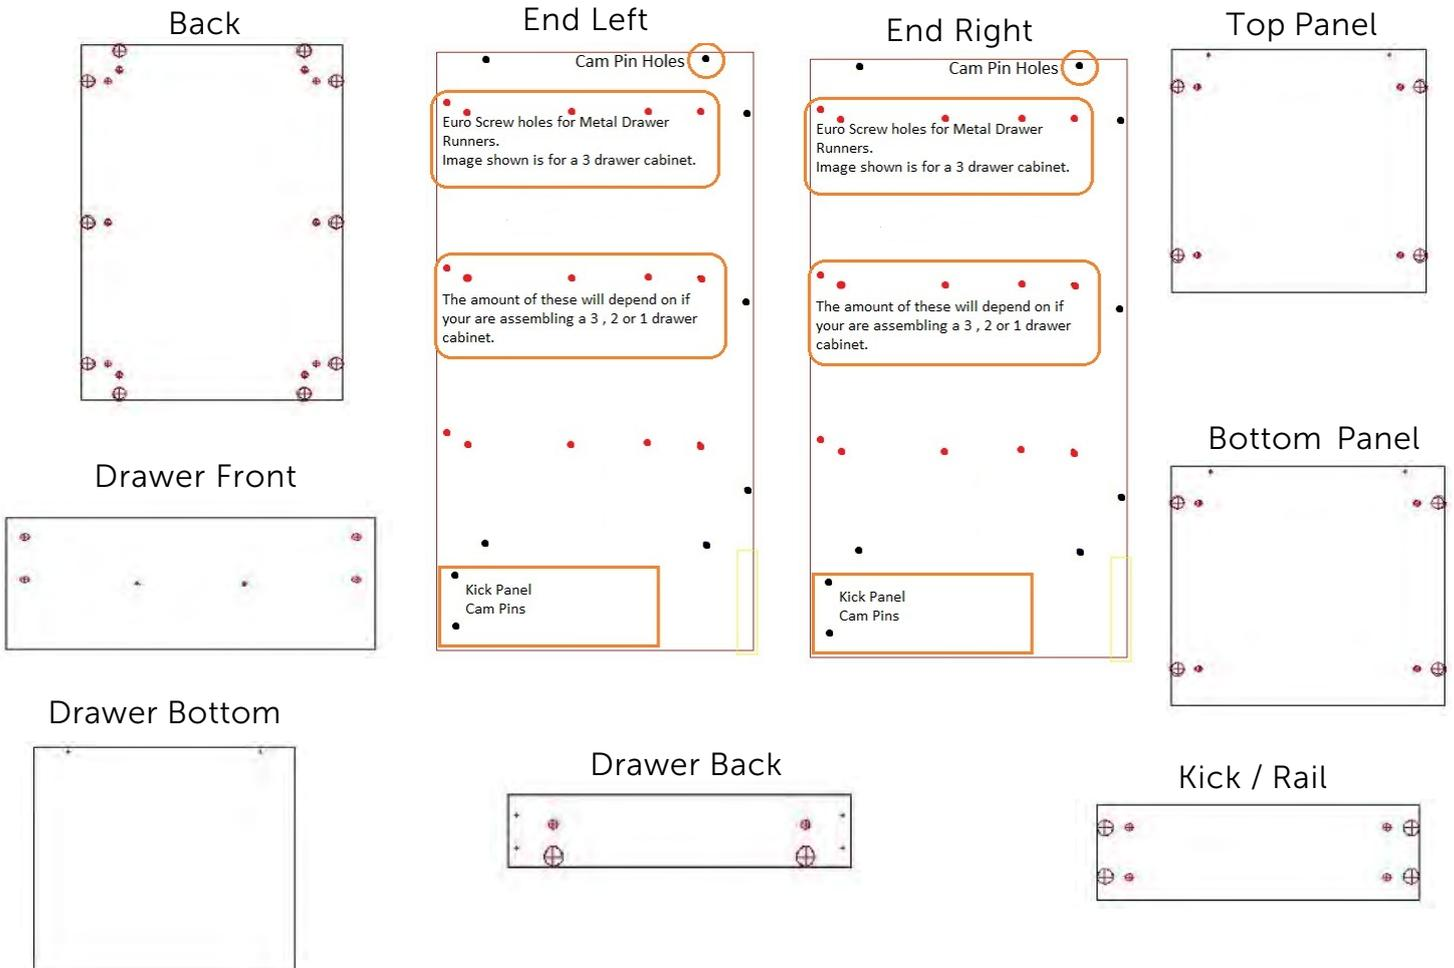 Back
End Left
End Right
Top Panel
Cam Pin Holes
Euro Screw holes for Metal Drawer
Runners.
Image shown is for a 3 drawer cabinet.
The amount of these will depend on if
your are assembling a 3 , 2 or 1 drawer
cabinet.
Kick Panel
Cam Pins
Cam Pin Holes
Euro Screw holes for Metal Drawer
Runners.
Image shown is for a 3 drawer cabinet.
The amount of these will depend on if
your are assembling a 3 , 2 or 1 drawer
cabinet.
Kick Panel
Cam Pins
Bottom Panel
Drawer Front
Drawer Bottom
Drawer Back
Kick / Rail